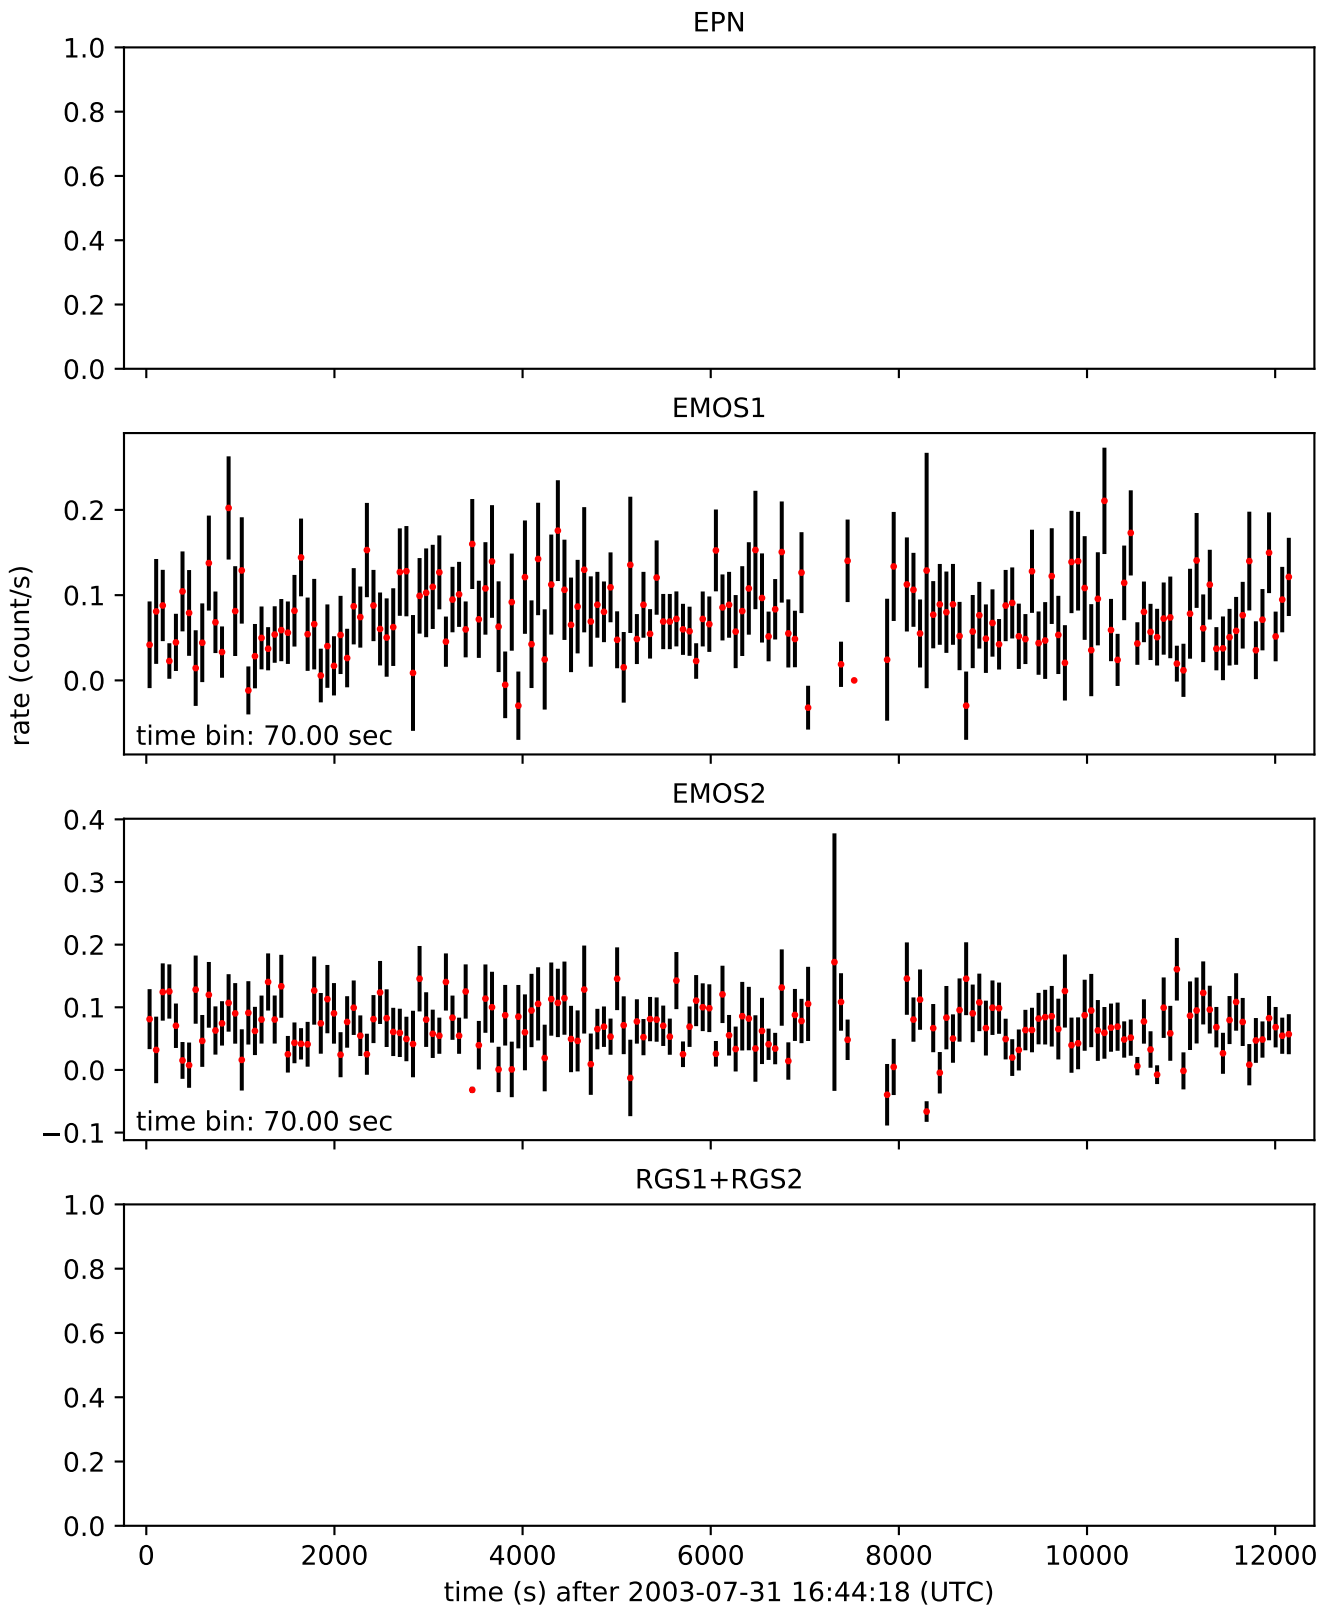 EPN
1.0
0.8
0.6
0.4
0.2
0.0
EMOS1
0.2
0.1
0.0
rate (count/s)
time bin: 70.00 sec
EMOS2
0.4
0.3
0.2
0.1
0.0
−0.1
time bin: 70.00 sec
RGS1+RGS2
1.0
0.8
0.6
0.4
0.2
0.0
0 2000 4000 6000 8000 10000 12000
time (s) after 2003-07-31 16:44:18 (UTC)